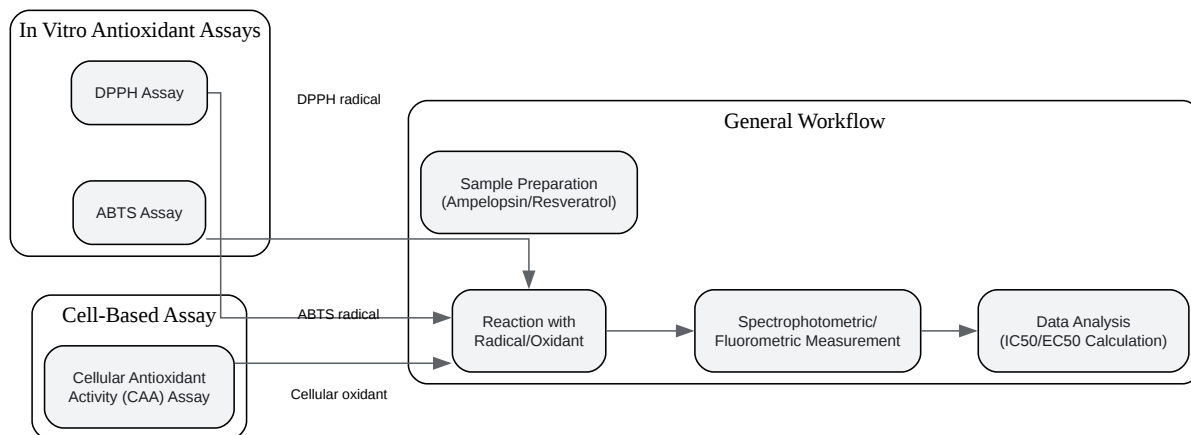 In Vitro Antioxidant Assays
DPPH Assay
DPPH radical
General Workflow
Sample Preparation
(Ampelopsin/Resveratrol)
ABTS Assay
Cell-Based Assay
ABTS radical
Reaction with
Radical/Oxidant
Spectrophotometric/
Fluorometric Measurement
Data Analysis
(IC50/EC50 Calculation)
Cellular Antioxidant
Activity (CAA) Assay
Cellular oxidant